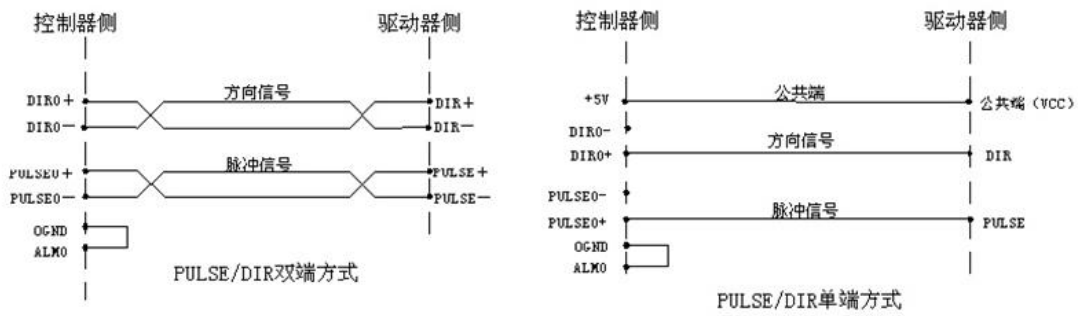 控制器侧
驱动器侧
DIR0+
方向信号
DIR+
DIR0-
DIR-
PULSE0+
脉冲信号
PULSE+
PULSE0-
PULSE-
OGND
ALM0
PULSE/DIR双端方式
控制器侧
驱动器侧
+5V
公共端
公共端（VCC）
DIR0-
方向信号
DIR0+
DIR
PULSE0-
脉冲信号
PULSE0+
PULSE
OGND
ALM0
PULSE/DIR单端方式